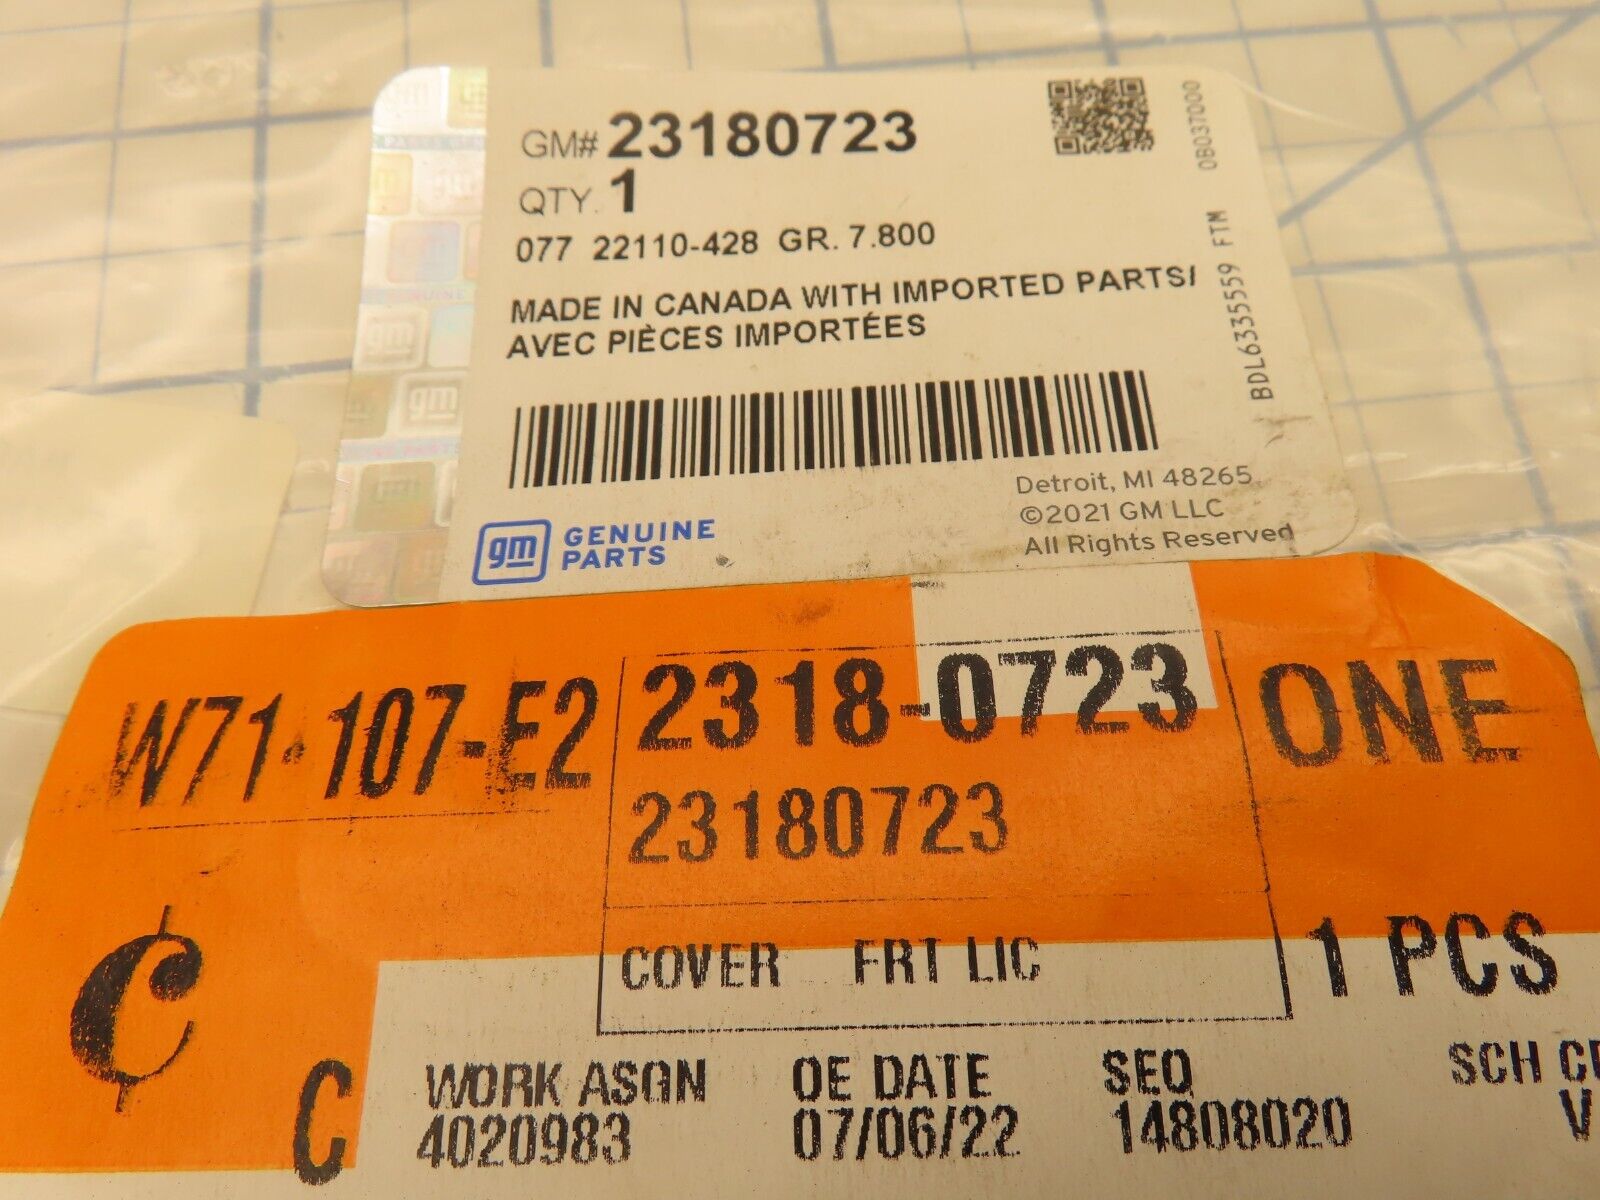 GM# 23180723
QTY. 1
077 22110-428 GR. 7.800
MADE IN CANADA WITH IMPORTED PARTS/
AVEC PIÈCES IMPORTÉES
0B037000
BDL6335559 FTM
Detroit, MI 48265
©2021 GM LLC
All Rights Reserved
gm GENUINE
PARTS
W71-107-E2
2318-0723
ONE
23180723
COVER FRT LIC
1 PCS
C
C
WORK ASGN OE DATE SEQ SCH
4020983 07/06/22 14808020 V